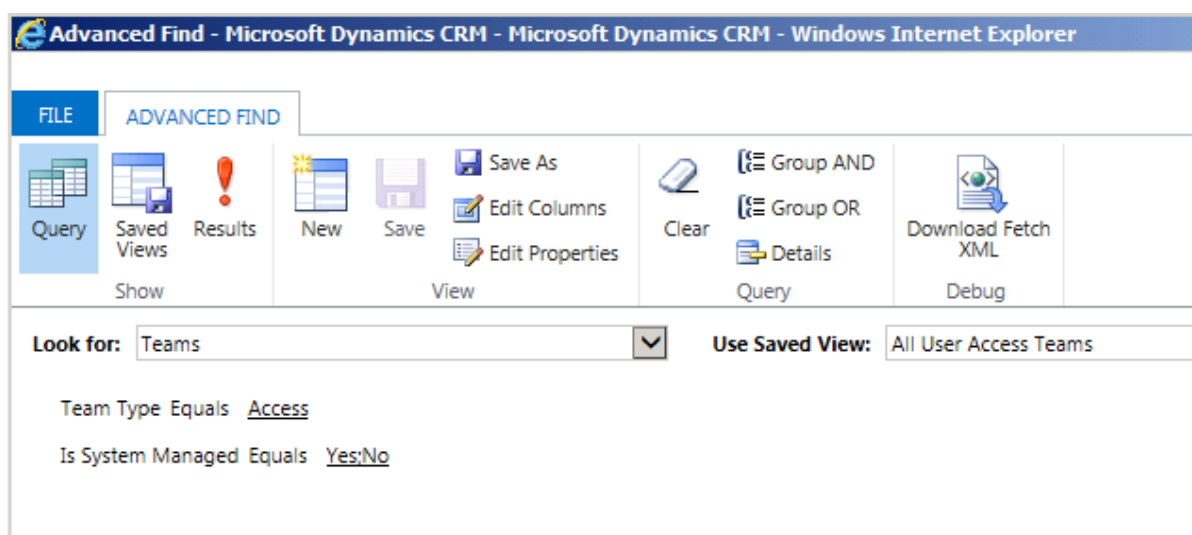 Advanced Find - Microsoft Dynamics CRM - Microsoft Dynamics CRM - Windows Internet Explorer
FILE
ADVANCED FIND
Query
Saved Views
Results
Show
New
Save
Save As
Edit Columns
Edit Properties
View
Clear
Group AND
Group OR
Details
Query
Download Fetch XML
Debug
Look for: Teams
Use Saved View: All User Access Teams
Team Type Equals Access
Is System Managed Equals Yes;No